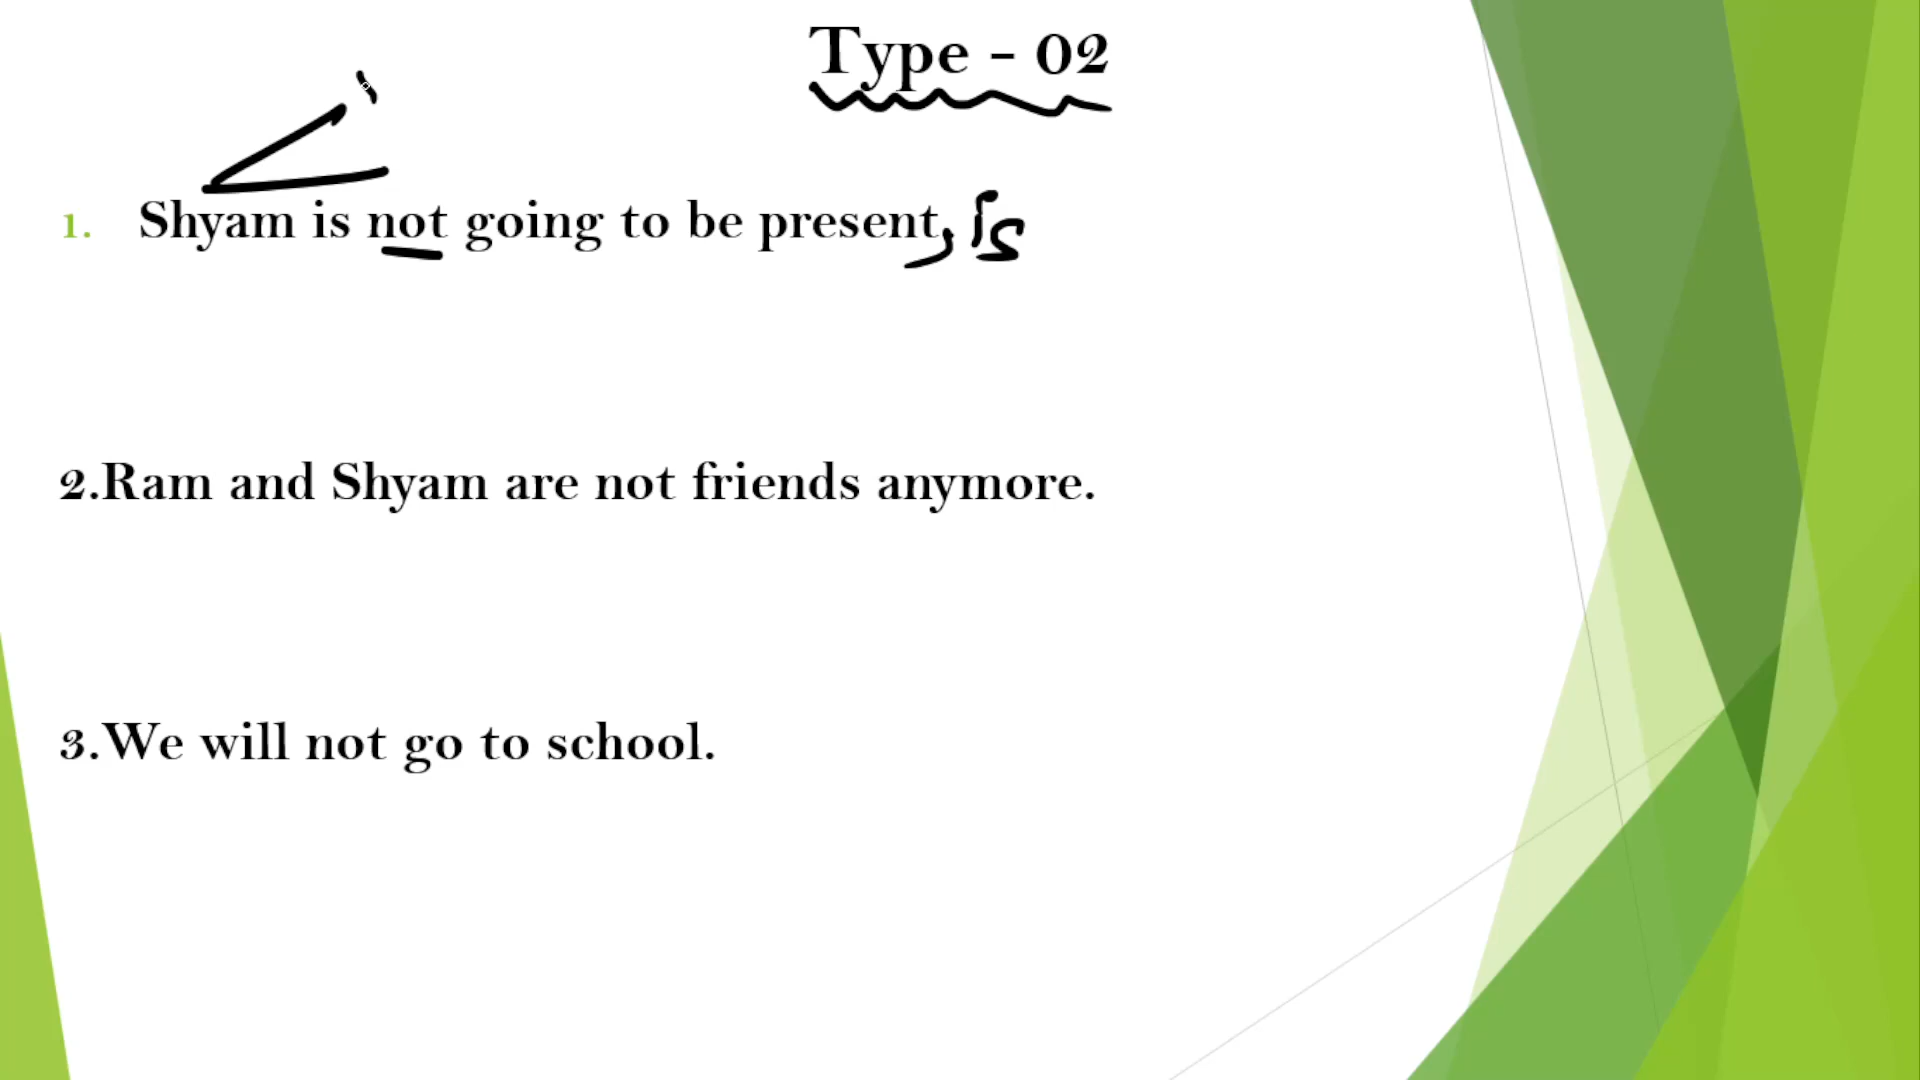 Type - 02
1. Shyam is not going to be present, is
2.Ram and Shyam are not friends anymore.
3.We will not go to school.